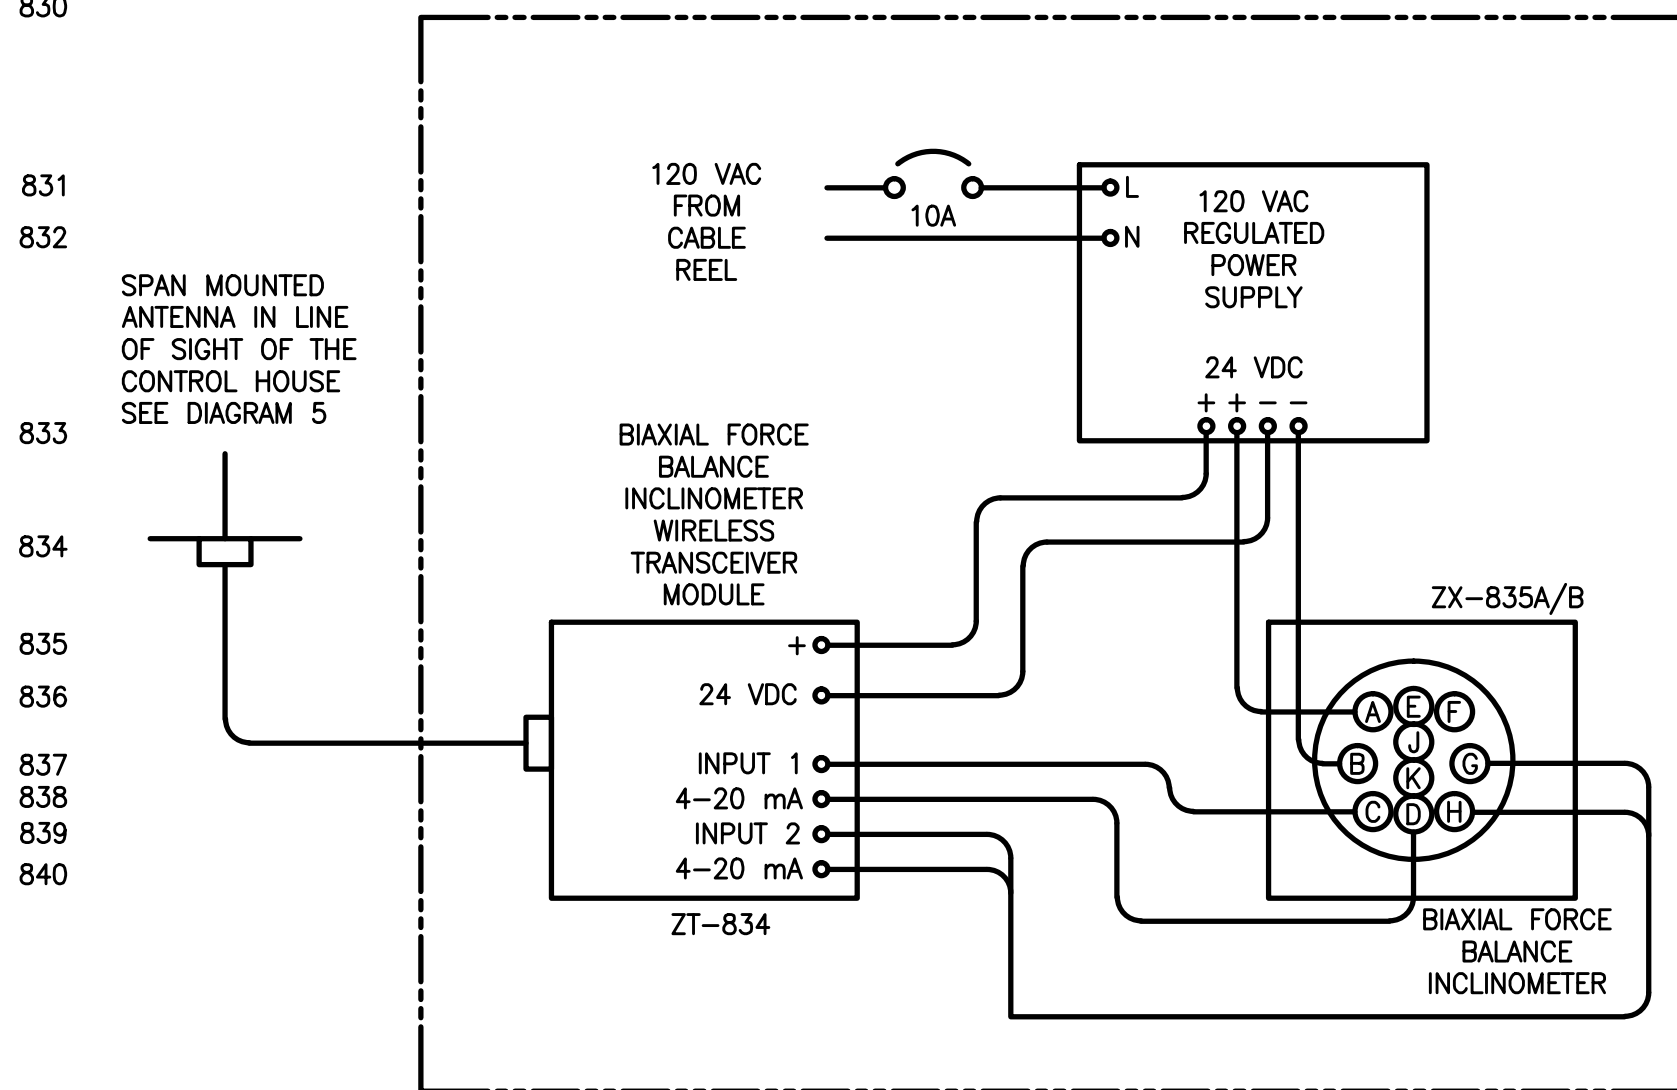 830
831
832
833
834
835
836
837
838
839
840
SPAN MOUNTED
ANTENNA IN LINE
OF SIGHT OF THE
CONTROL HOUSE
SEE DIAGRAM 5
120 VAC
FROM
CABLE
REEL
10A
L
N
120 VAC
REGULATED
POWER
SUPPLY
24 VDC
+ + - -
BIAXIAL FORCE
BALANCE
INCLINOMETER
WIRELESS
TRANSCEIVER
MODULE
+
24 VDC
INPUT 1
4-20 mA
INPUT 2
4-20 mA
ZT-834
ZX-835A/B
A E F
J
B G
K
C D H
BIAXIAL FORCE
BALANCE
INCLINOMETER